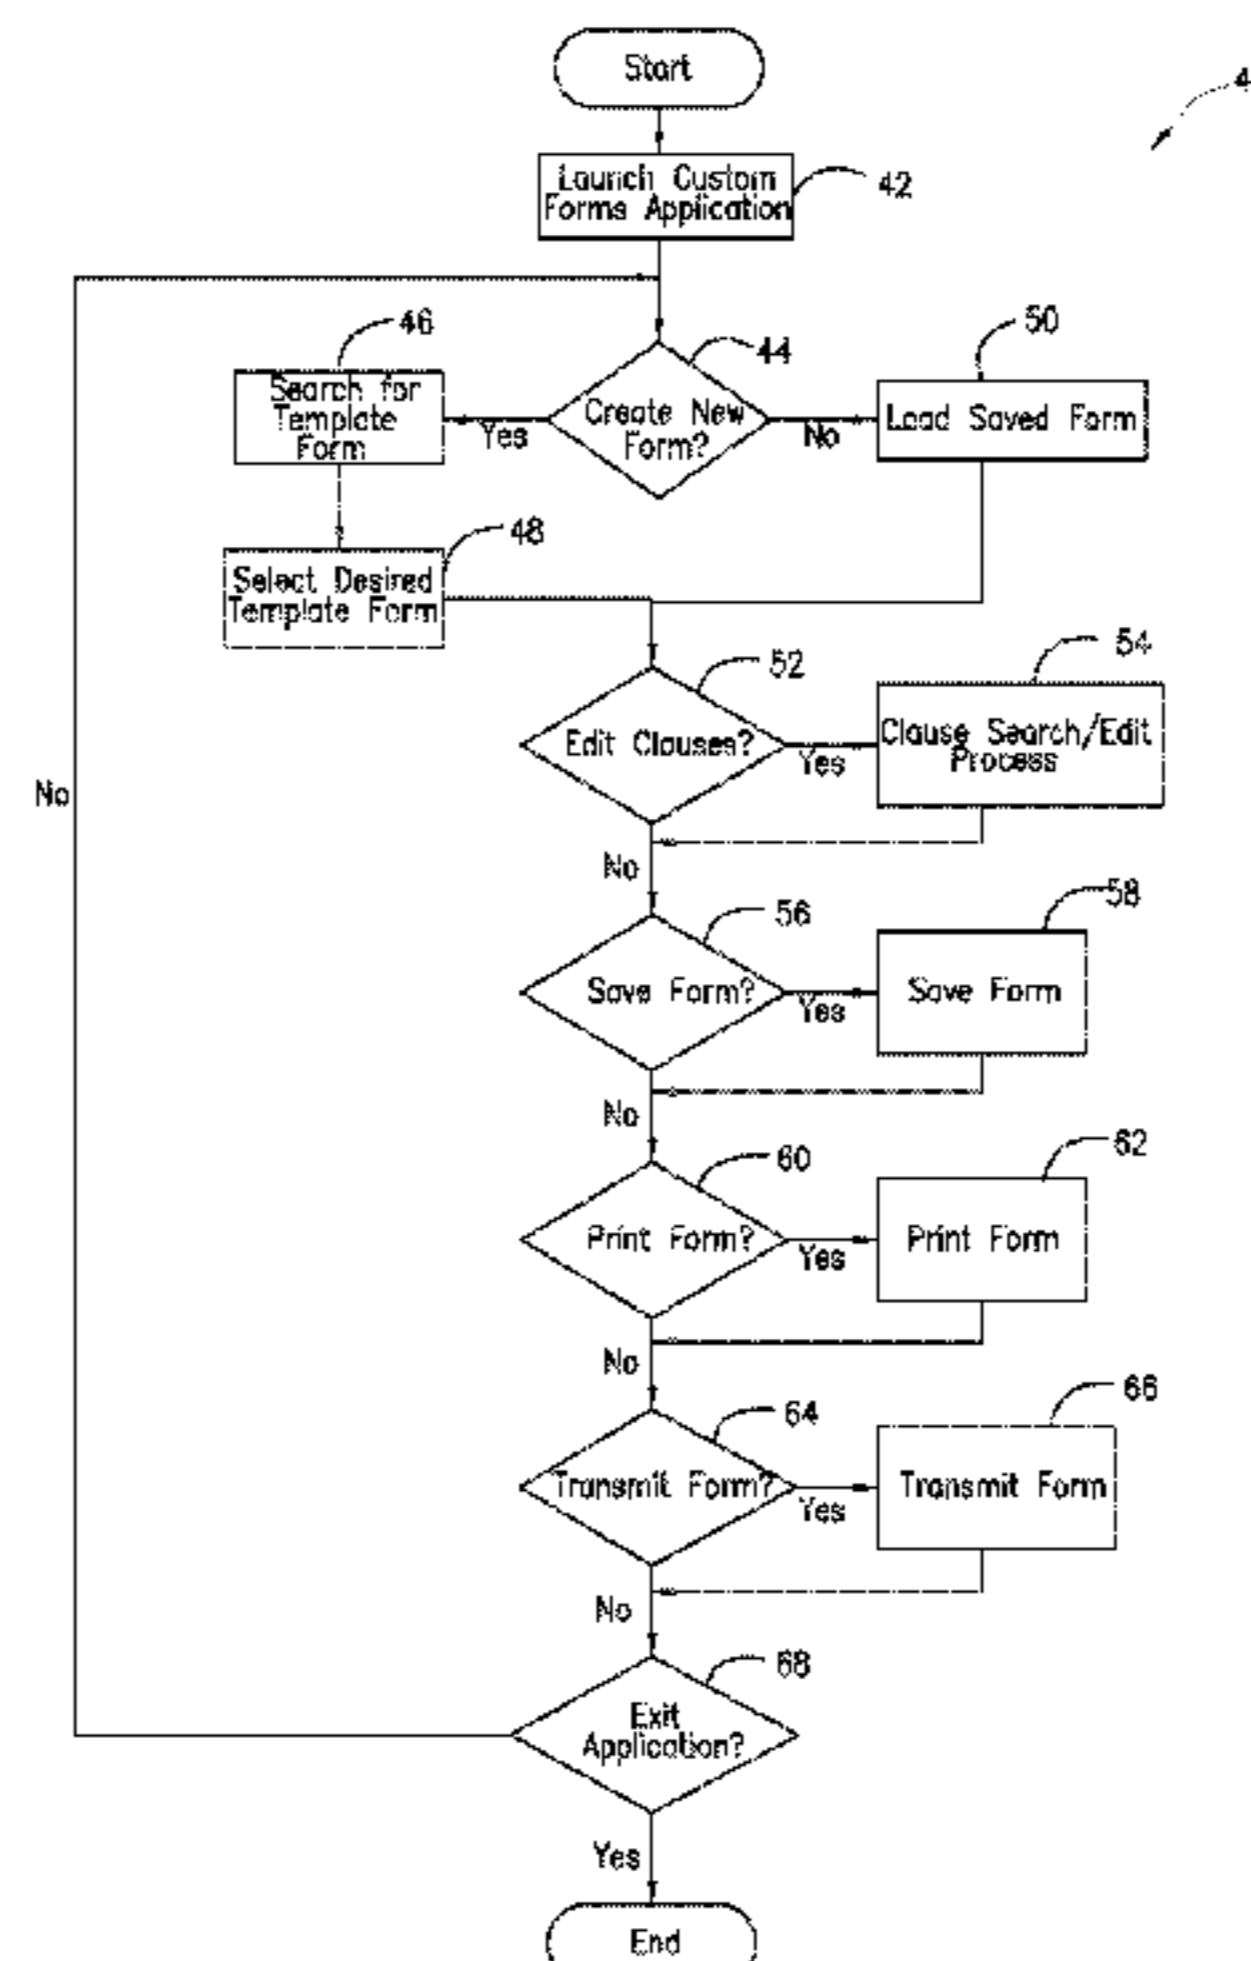 Start
4
Launch Custom
Forms Application
42
46
44
50
Search for
Template
Form
Yes
Create New
Form?
No
Load Saved Form
48
Select Desired
Template Form
52
54
Edit Clauses?
Yes
Clause Search/Edit
Process
No
No
56
58
Save Form?
Yes
Save Form
No
60
62
Print Form?
Yes
Print Form
No
64
66
Transmit Form?
Yes
Transmit Form
No
68
Exit
Application?
Yes
End